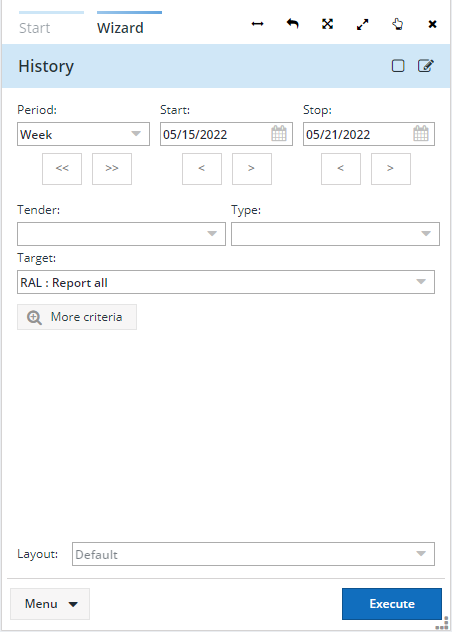 Start Wizard
History
Period: Start: Stop:
Week 05/15/2022 05/21/2022
<< >> < > < >
Tender: Type:
Target:
RAL : Report all
More criteria
Layout: Default
Menu Execute